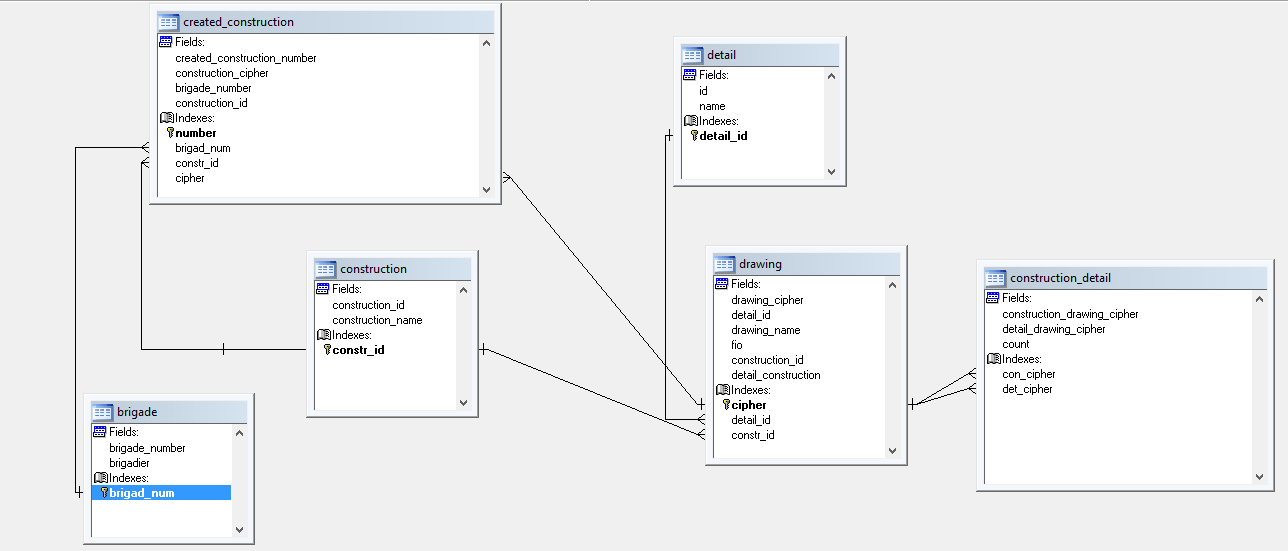 created_construction
Fields:
created_construction_number
construction_cipher
brigade_number
construction_id
Indexes:
number
brigad_num
constr_id
cipher
detail
Fields:
id
name
Indexes:
detail_id
construction
Fields:
construction_id
construction_name
Indexes:
constr_id
drawing
Fields:
drawing_cipher
detail_id
drawing_name
fio
construction_id
detail_construction
Indexes:
cipher
detail_id
constr_id
construction_detail
Fields:
construction_drawing_cipher
detail_drawing_cipher
count
Indexes:
con_cipher
det_cipher
brigade
Fields:
brigade_number
brigadier
Indexes:
brigad_num